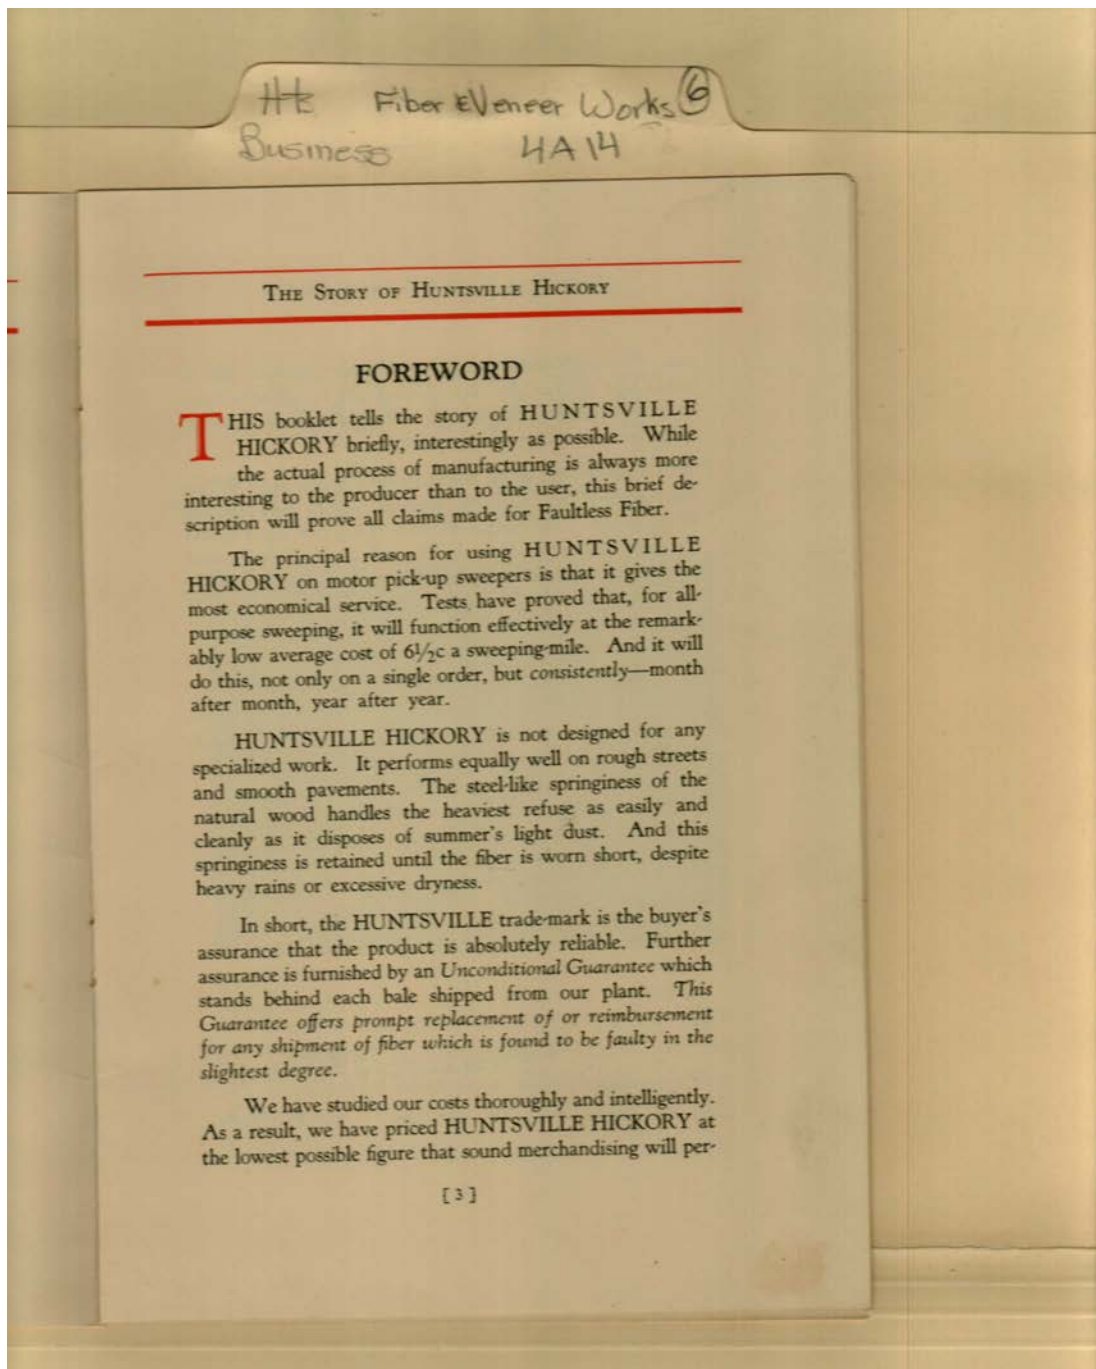 Hts Fiber & Veneer Works 6
Business 4A14
THE STORY OF HUNTSVILLE HICKORY
FOREWORD
THIS booklet tells the story of HUNTSVILLE
HICKORY briefly, interestingly as possible. While
the actual process of manufacturing is always more
interesting to the producer than to the user, this brief de-
scription will prove all claims made for Faultless Fiber.
The principal reason for using HUNTSVILLE
HICKORY on motor pick-up sweepers is that it gives the
most economical service. Tests have proved that, for all-
purpose sweeping, it will function effectively at the remark-
ably low average cost of 6½c a sweeping-mile. And it will
do this, not only on a single order, but consistently—month
after month, year after year.
HUNTSVILLE HICKORY is not designed for any
specialized work. It performs equally well on rough streets
and smooth pavements. The steel-like springiness of the
natural wood handles the heaviest refuse as easily and
cleanly as it disposes of summer's light dust. And this
springiness is retained until the fiber is worn short, despite
heavy rains or excessive dryness.
In short, the HUNTSVILLE trade-mark is the buyer's
assurance that the product is absolutely reliable. Further
assurance is furnished by an Unconditional Guarantee which
stands behind each bale shipped from our plant. This
Guarantee offers prompt replacement of or reimbursement
for any shipment of fiber which is found to be faulty in the
slightest degree.
We have studied our costs thoroughly and intelligently.
As a result, we have priced HUNTSVILLE HICKORY at
the lowest possible figure that sound merchandising will per-
[ 3 ]